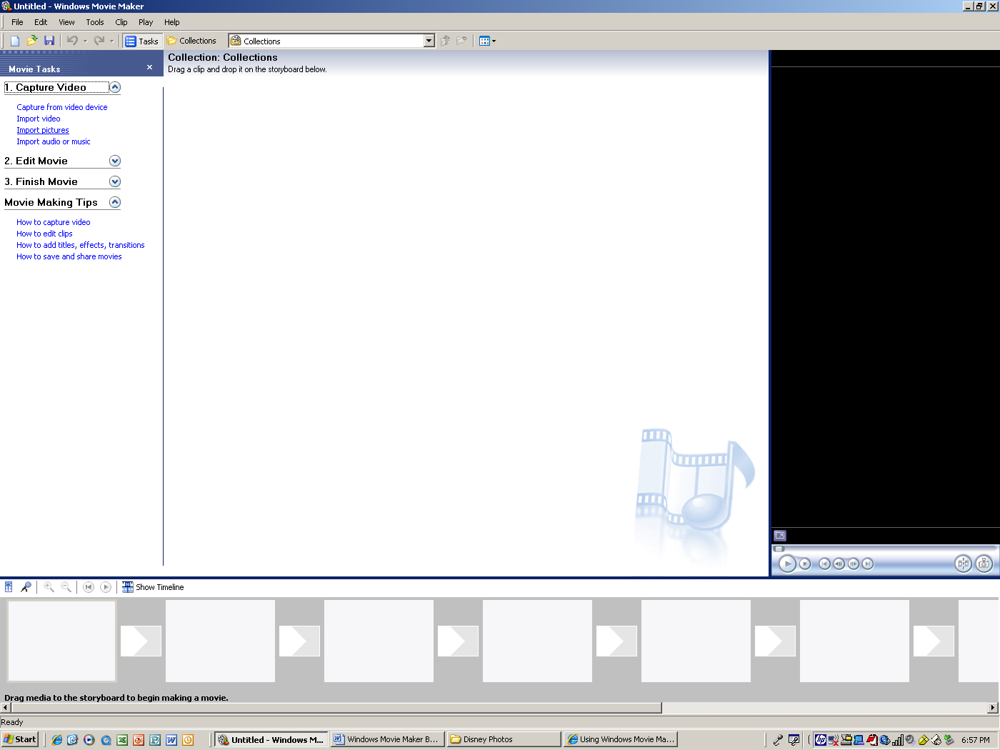 Untitled - Windows Movie Maker
File Edit View Tools Clip Play Help
Tasks Collections Collections
Movie Tasks
1. Capture Video
Capture from video device
Import video
Import pictures
Import audio or music
2. Edit Movie
3. Finish Movie
Movie Making Tips
How to capture video
How to edit clips
How to add titles, effects, transitions
How to save and share movies
Collection: Collections
Drag a clip and drop it on the storyboard below.
Show Timeline
Drag media to the storyboard to begin making a movie.
Ready
Start Untitled - Windows M... Windows Movie Maker B... Disney Photos Using Windows Movie Ma... 6:57 PM